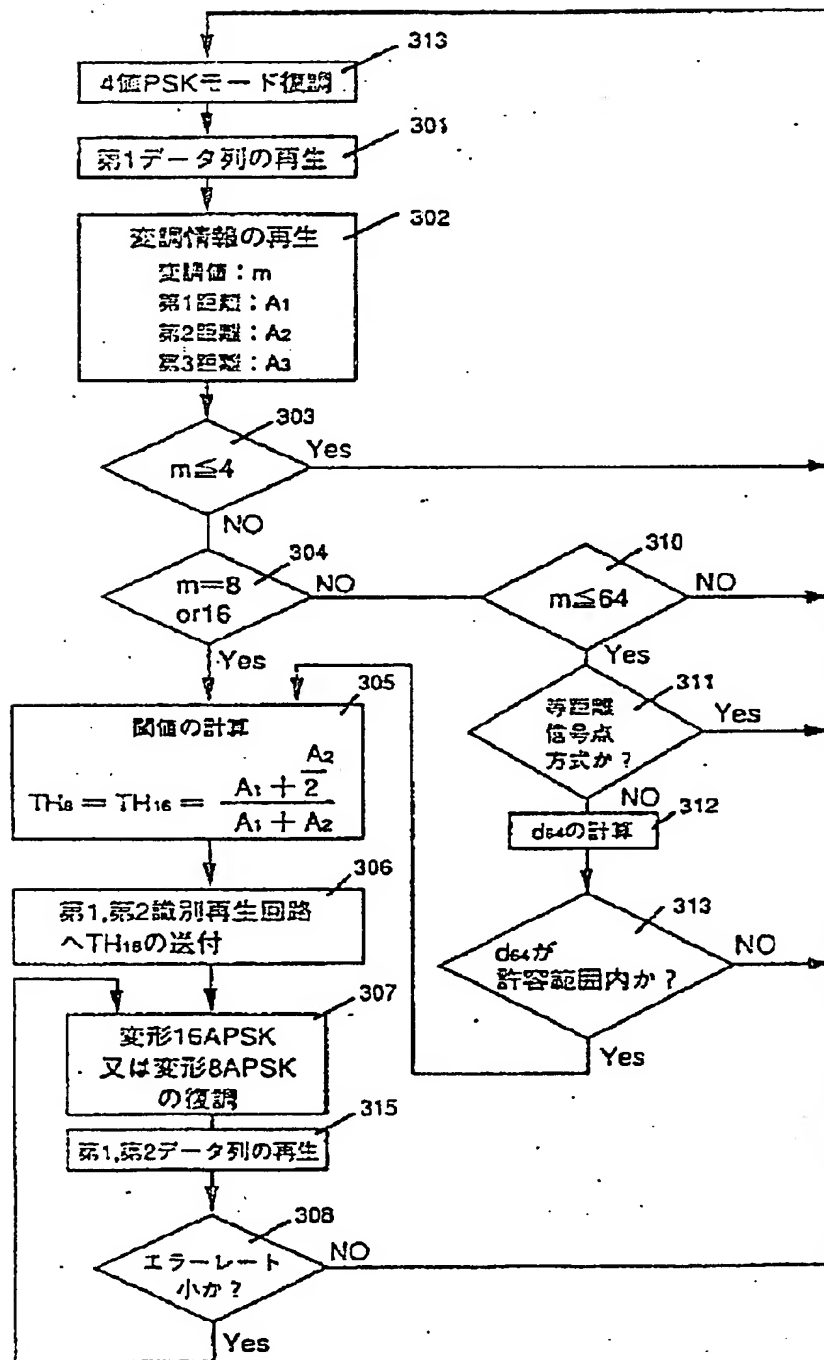 313
4値PSKモード復調
301
第1データ列の再生
302
変調情報の再生
変調値：m
第1距離：A1
第2距離：A2
第3距離：A3
303
m≦4
Yes
NO
304
m=8
or16
NO
Yes
310
m≦64
NO
Yes
311
等距離
信号点
方式か？
Yes
NO
312
d64の計算
313
d64が
許容範囲内か？
NO
Yes
305
閾値の計算
TH8 = TH16 = (A1 + A2/2) / (A1 + A2)
306
第1,第2識別再生回路
へTH16の送付
307
変形16APSK
又は変形8APSK
の復調
315
第1,第2データ列の再生
308
エラーレート
小か？
NO
Yes